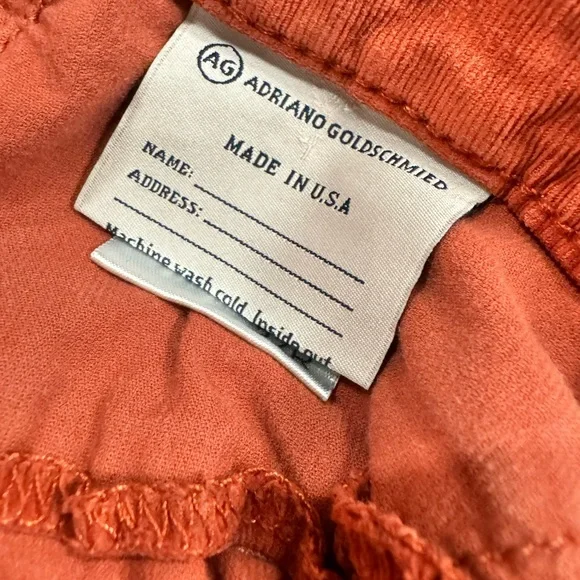 AG ADRIANO GOLDSCHMIED
MADE IN U.S.A
NAME:
ADDRESS:
Machine wash cold. Inside out